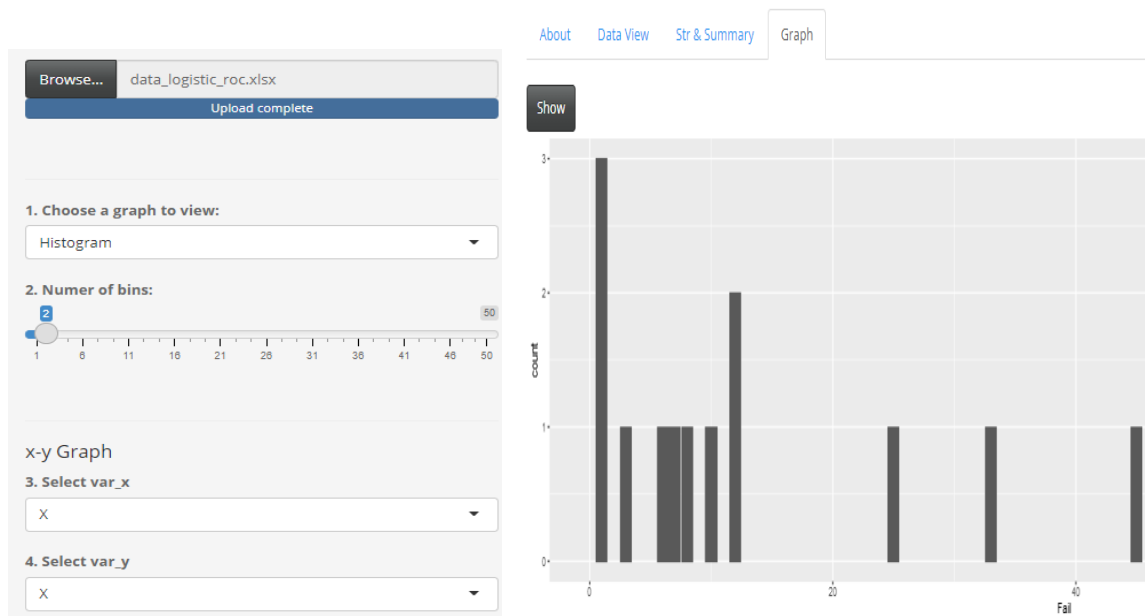 Browse...
data_logistic_roc.xlsx
Upload complete
1. Choose a graph to view:
Histogram
2. Numer of bins:
2
50
1 6 11 16 21 26 31 36 41 46 50
x-y Graph
3. Select var_x
X
4. Select var_y
X
About Data View Str & Summary Graph
Show
3
2
1
0
count
0 20 40
Fail